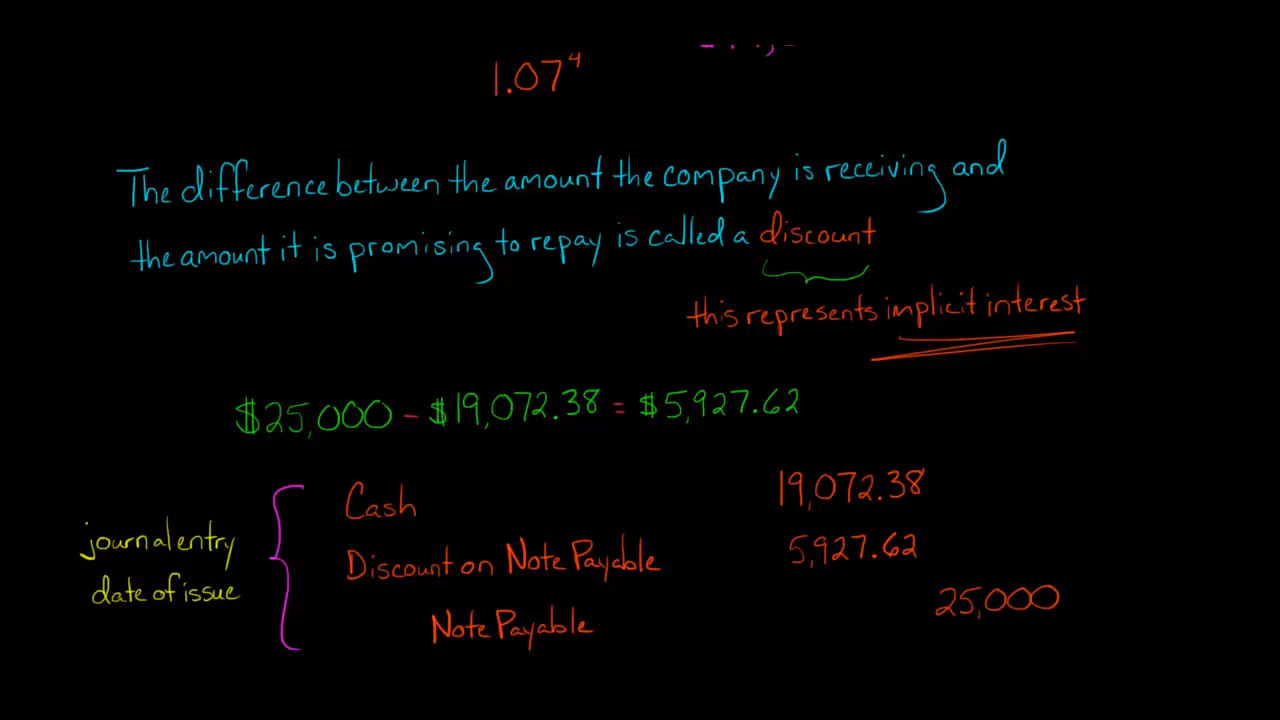 1.07⁴
The difference between the amount the company is receiving and
the amount it is promising to repay is called a discount
this represents implicit interest
$25,000 - $19,072.38 = $5,927.62
Cash 19,072.38
journal entry
Discount on Note Payable 5,927.62
date of issue
25,000
Note Payable